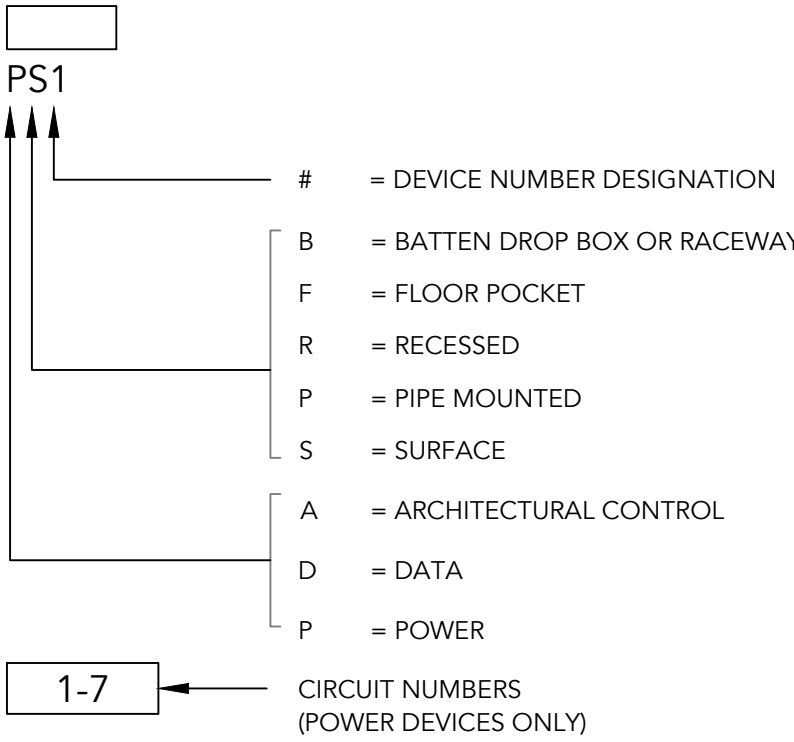 PS1
# = DEVICE NUMBER DESIGNATION
B = BATTEN DROP BOX OR RACEWAY
F = FLOOR POCKET
R = RECESSED
P = PIPE MOUNTED
S = SURFACE
A = ARCHITECTURAL CONTROL
D = DATA
P = POWER
1-7
CIRCUIT NUMBERS
(POWER DEVICES ONLY)